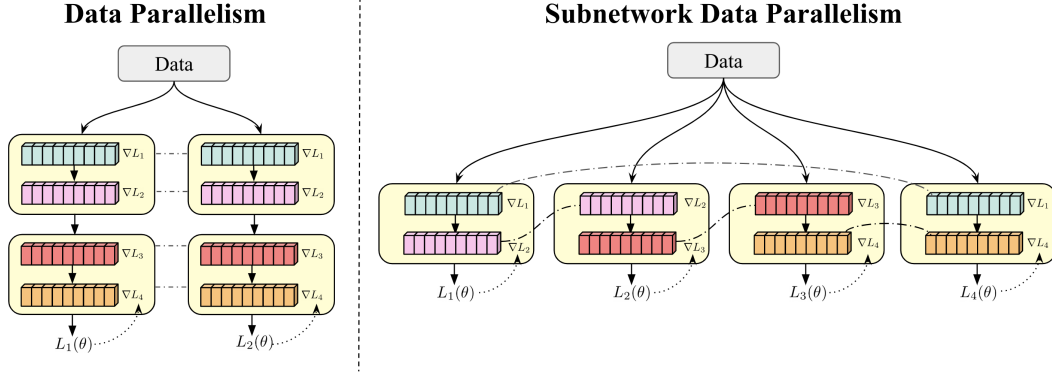 Data Parallelism
Data
∇L₁ ∇L₁
∇L₂ ∇L₂
∇L₃ ∇L₃
∇L₄ ∇L₄
L₁(θ) L₂(θ)
Subnetwork Data Parallelism
Data
∇L₁ ∇L₂ ∇L₃ ∇L₁
∇L₂ ∇L₃ ∇L₄ ∇L₄
L₁(θ) L₂(θ) L₃(θ) L₄(θ)